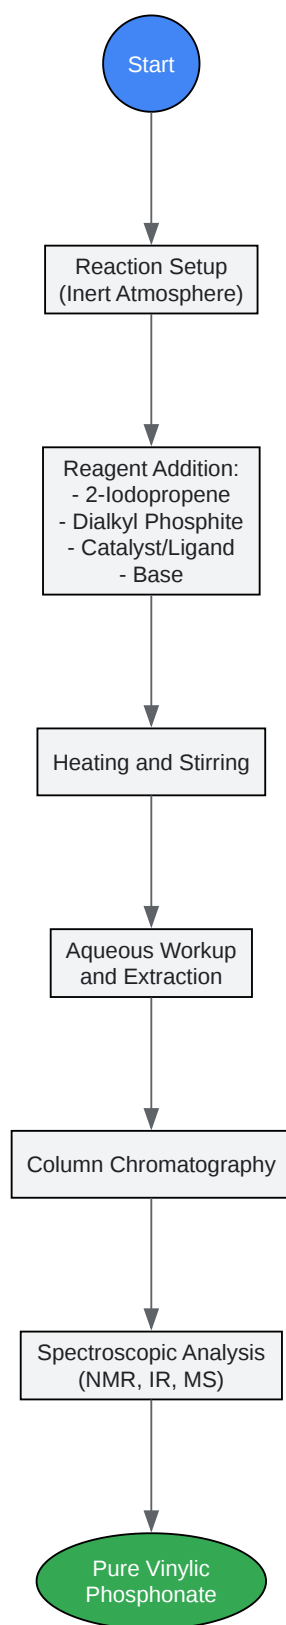 Start
Reaction Setup
(Inert Atmosphere)
Reagent Addition:
- 2-Iodopropene
- Dialkyl Phosphite
- Catalyst/Ligand
- Base
Heating and Stirring
Aqueous Workup
and Extraction
Column Chromatography
Spectroscopic Analysis
(NMR, IR, MS)
Pure Vinylic
Phosphonate